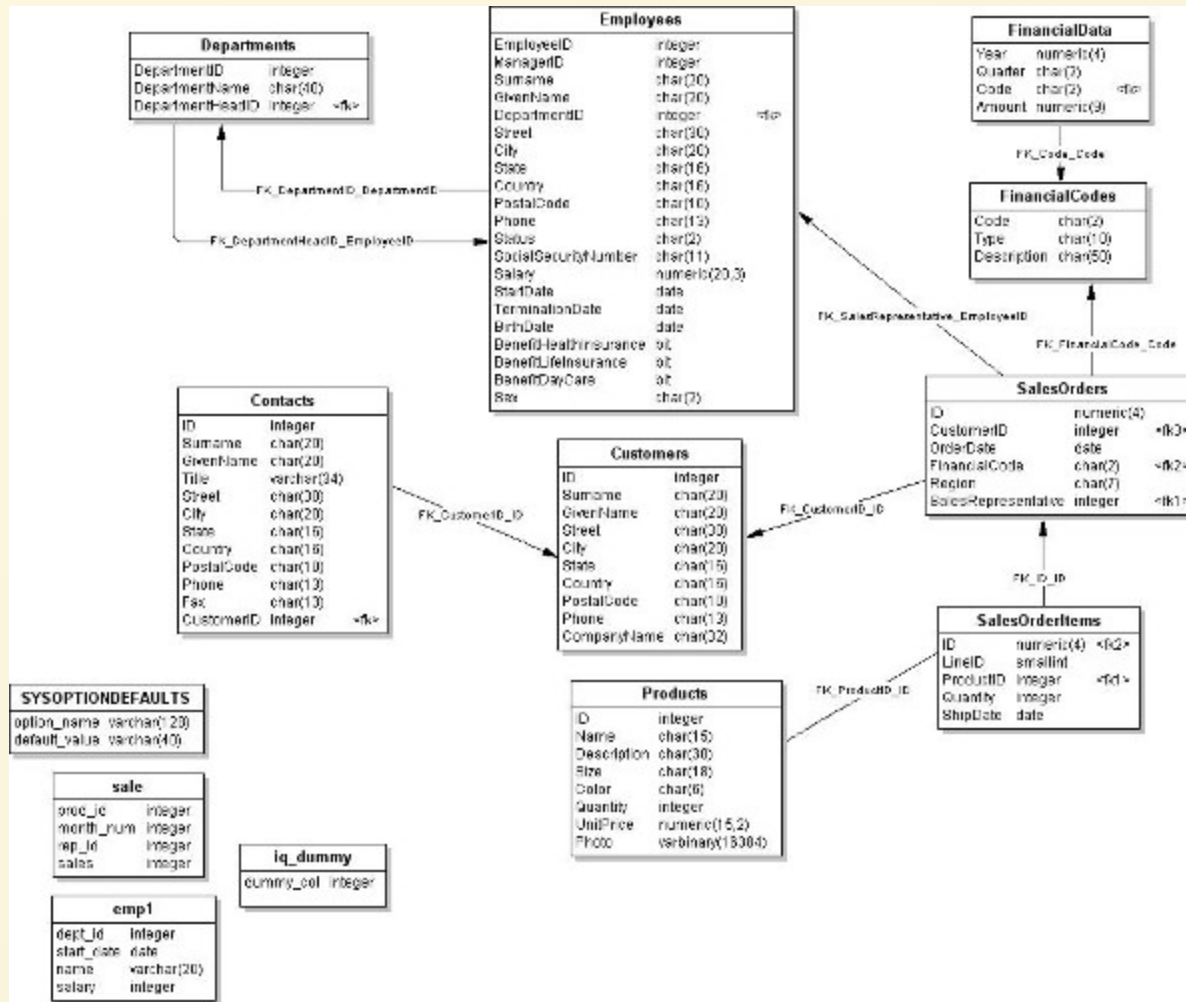 Departments
DepartmentID integer
DepartmentName char(40)
DepartmentHeadID integer <fk>
Employees
EmployeeID integer
ManagerID integer
Surname char(20)
GivenName char(20)
DepartmentID integer <fk>
Street char(30)
City char(20)
State char(16)
Country char(16)
PostalCode char(10)
Phone char(13)
Status char(2)
SocialSecurityNumber char(11)
Salary numeric(20,3)
StartDate date
TerminationDate date
BirthDate date
BenefitHealthInsurance bit
BenefitLifeInsurance bit
BenefitDayCare bit
Sex char(2)
FinancialData
Year numeric(4)
Quarter char(2)
Code char(2) <fk>
Amount numeric(9)
FK_Code_Code
FinancialCodes
Code char(2)
Type char(10)
Description char(50)
FK_DepartmentID_DepartmentID
FK_DepartmentHeadID_EmployeeID
FK_SalesRepresentative_EmployeeID
FK_FinancialCode_Code
SalesOrders
ID numeric(4)
CustomerID integer <fk3>
OrderDate date
FinancialCode char(2) <fk2>
Region char(7)
SalesRepresentative integer <fk1>
Contacts
ID integer
Surname char(20)
GivenName char(20)
Title varchar(34)
Street char(30)
City char(20)
State char(16)
Country char(16)
PostalCode char(10)
Phone char(13)
Fax char(13)
CustomerID integer <fk>
FK_CustomerID_ID
Customers
ID integer
Surname char(20)
GivenName char(20)
Street char(30)
City char(20)
State char(16)
Country char(16)
PostalCode char(10)
Phone char(13)
CompanyName char(32)
FK_CustomerID_ID
FK_ID_ID
SalesOrderItems
ID numeric(4) <fk2>
LineID smallint
ProductID integer <fk1>
Quantity integer
ShipDate date
FK_ProductID_ID
Products
ID integer
Name char(15)
Description char(30)
Size char(18)
Color char(6)
Quantity integer
UnitPrice numeric(15,2)
Photo varbinary(16384)
SYSOPTIONDEFAULTS
option_name varchar(128)
default_value varchar(40)
sale
prod_id integer
month_num integer
rep_id integer
sales integer
iq_dummy
dummy_col integer
emp1
dept_id integer
start_date date
name varchar(20)
salary integer